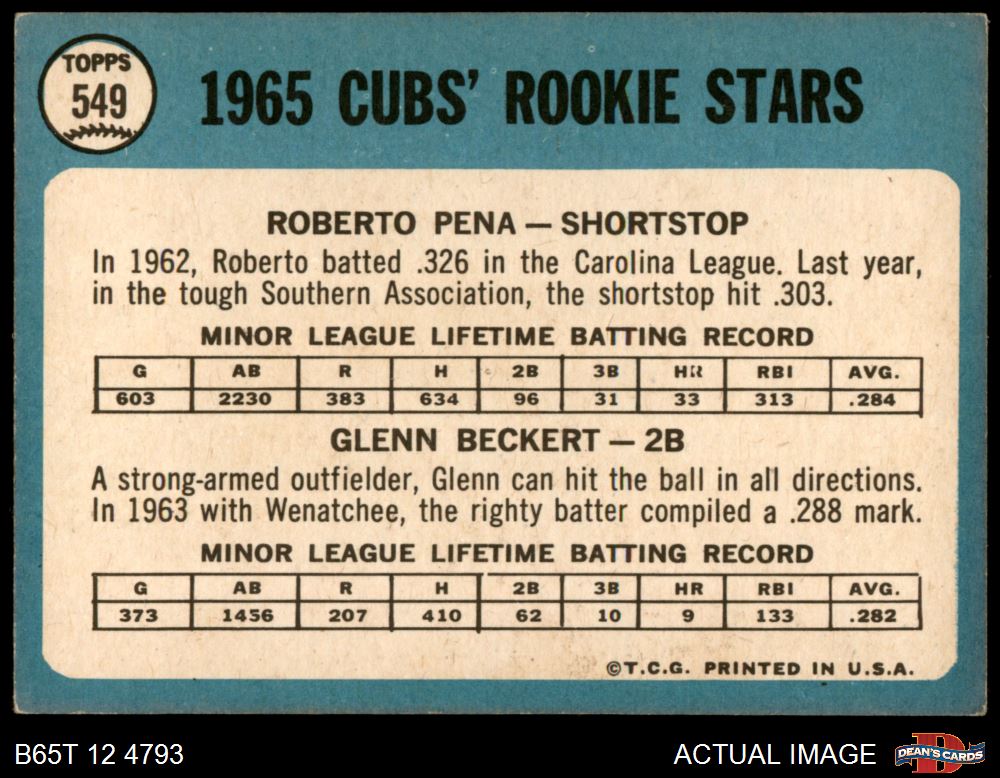 TOPPS
549
1965 CUBS' ROOKIE STARS
ROBERTO PENA — SHORTSTOP
In 1962, Roberto batted .326 in the Carolina League. Last year,
in the tough Southern Association, the shortstop hit .303.
MINOR LEAGUE LIFETIME BATTING RECORD
G AB R H 2B 3B HR RBI AVG.
603 2230 383 634 96 31 33 313 .284
GLENN BECKERT — 2B
A strong-armed outfielder, Glenn can hit the ball in all directions.
In 1963 with Wenatchee, the righty batter compiled a .288 mark.
MINOR LEAGUE LIFETIME BATTING RECORD
G AB R H 2B 3B HR RBI AVG.
373 1456 207 410 62 10 9 133 .282
©T.C.G. PRINTED IN U.S.A.
B65T 12 4793
ACTUAL IMAGE
D
DEAN'S CARDS